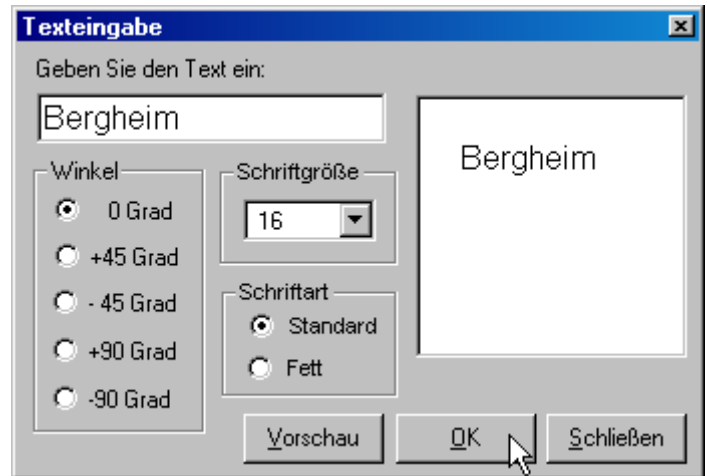 Texteingabe
Geben Sie den Text ein:
Bergheim
Bergheim
Winkel
0 Grad
+45 Grad
- 45 Grad
+90 Grad
-90 Grad
Schriftgröße
16
Schriftart
Standard
Fett
Vorschau
OK
Schließen